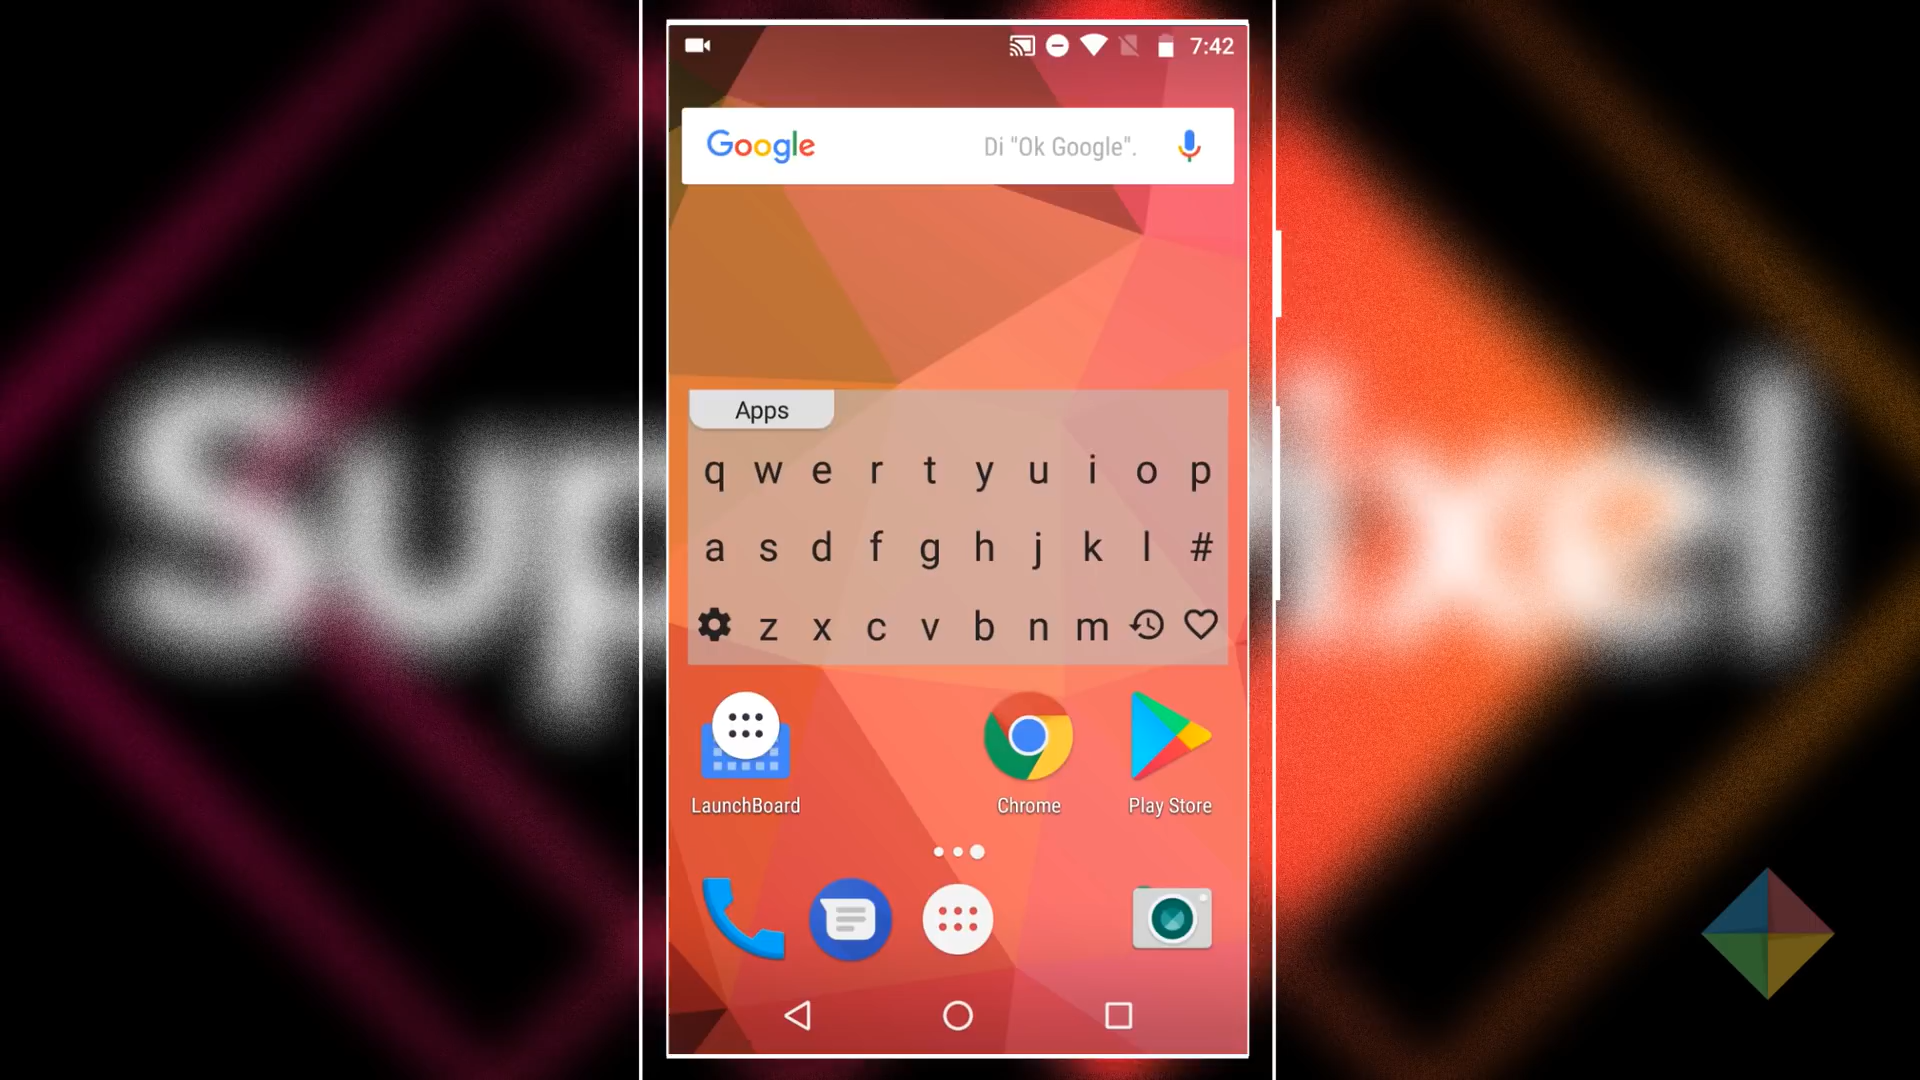 7:42
Google Di "Ok Google".
Apps
q w e r t y u i o p
a s d f g h j k l #
z x c v b n m
LaunchBoard Chrome Play Store